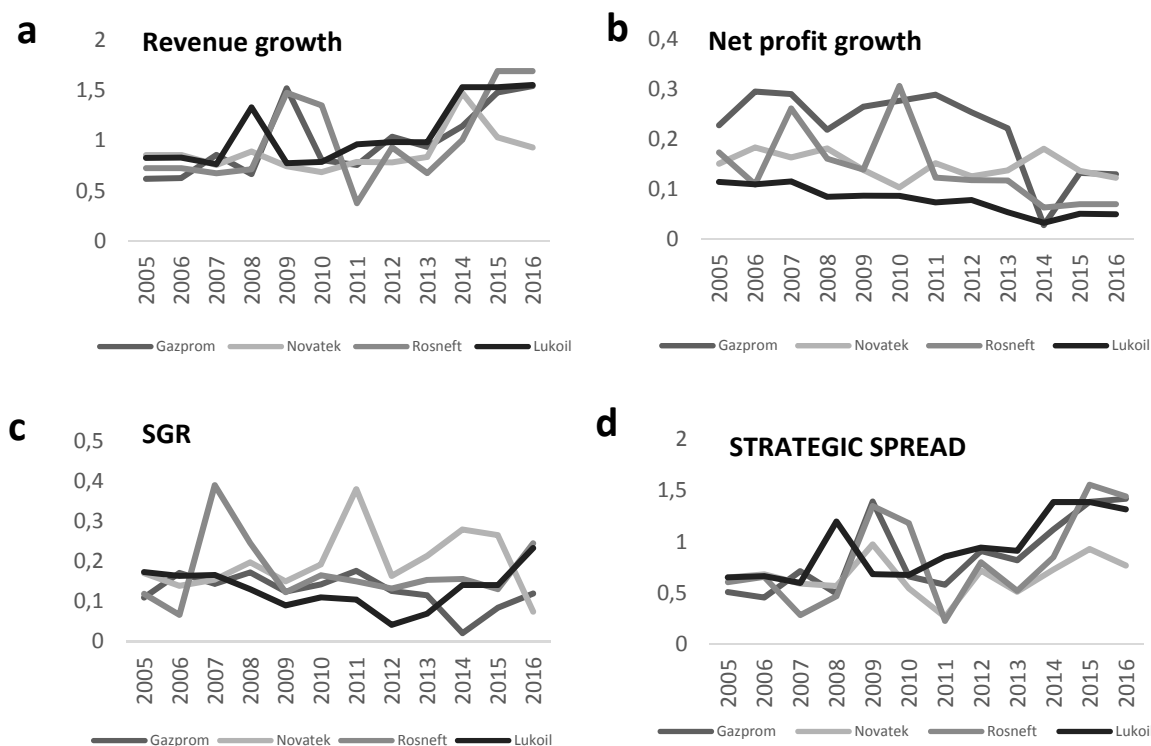 a
Revenue growth
2
1,5
1
0,5
0
2005 2006 2007 2008 2009 2010 2011 2012 2013 2014 2015 2016
Gazprom Novatek Rosneft Lukoil
b
Net profit growth
0,4
0,3
0,2
0,1
0
2005 2006 2007 2008 2009 2010 2011 2012 2013 2014 2015 2016
Gazprom Novatek Rosneft Lukoil
c
SGR
0,5
0,4
0,3
0,2
0,1
0
2005 2006 2007 2008 2009 2010 2011 2012 2013 2014 2015 2016
Gazprom Novatek Rosneft Lukoil
d
STRATEGIC SPREAD
2
1,5
1
0,5
0
2005 2006 2007 2008 2009 2010 2011 2012 2013 2014 2015 2016
Gazprom Novatek Rosneft Lukoi